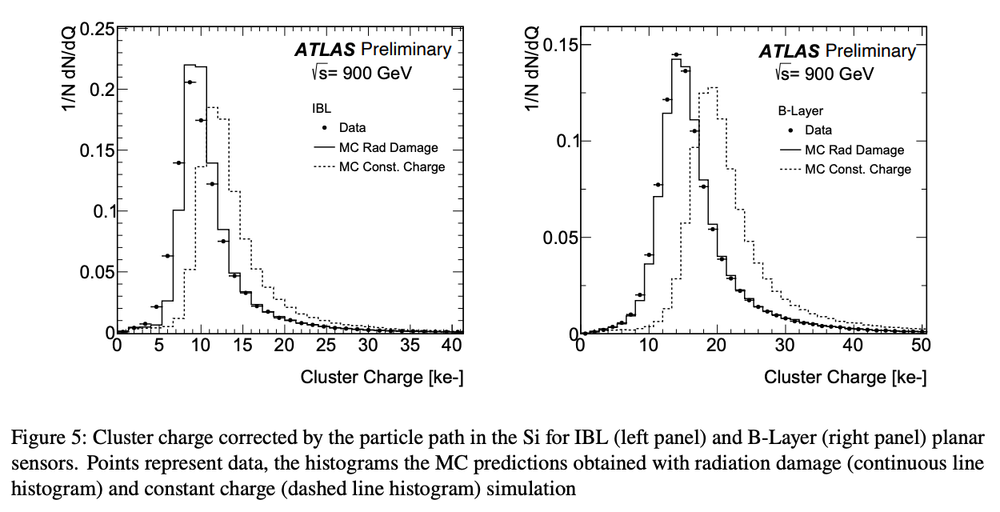 1/N dN/dQ
0.25
0.2
0.15
0.1
0.05
0
ATLAS Preliminary
√s= 900 GeV
IBL
Data
MC Rad Damage
MC Const. Charge
0 5 10 15 20 25 30 35 40
Cluster Charge [ke-]
1/N dN/dQ
0.15
0.1
0.05
0
ATLAS Preliminary
√s= 900 GeV
B-Layer
Data
MC Rad Damage
MC Const. Charge
0 10 20 30 40 50
Cluster Charge [ke-]
Figure 5: Cluster charge corrected by the particle path in the Si for IBL (left panel) and B-Layer (right panel) planar
sensors. Points represent data, the histograms the MC predictions obtained with radiation damage (continuous line
histogram) and constant charge (dashed line histogram) simulation